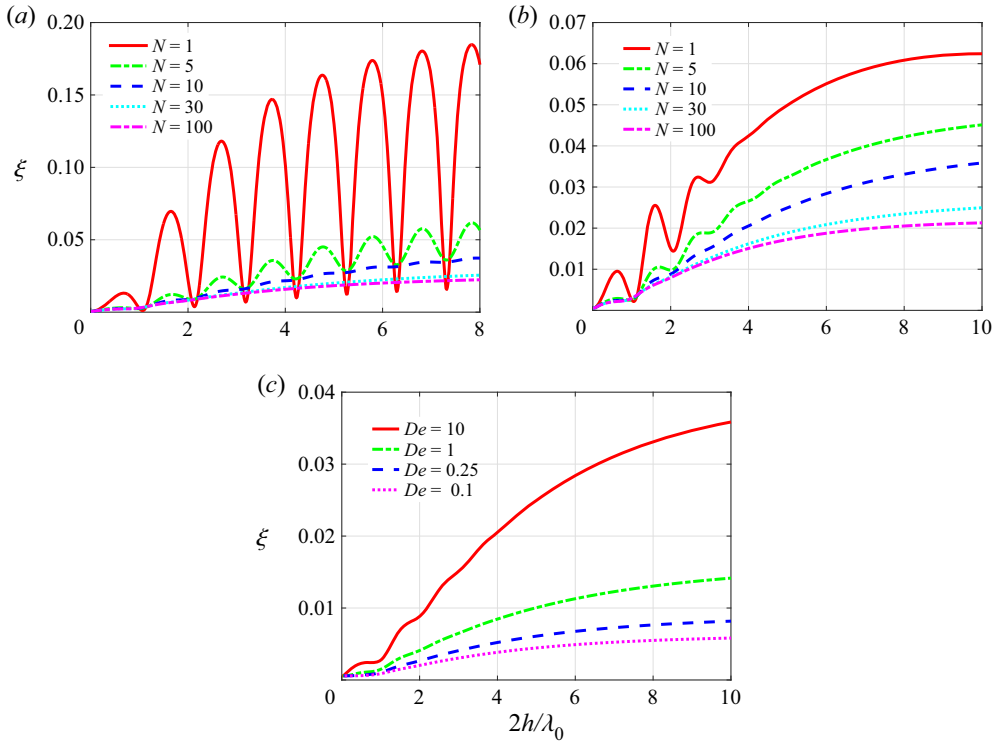 (a)
0.20
0.15
0.10
0.05
0 2 4 6 8
ξ
N = 1
N = 5
N = 10
N = 30
N = 100
(b)
0.07
0.06
0.05
0.04
0.03
0.02
0.01
0 2 4 6 8 10
N = 1
N = 5
N = 10
N = 30
N = 100
(c)
0.04
0.03
0.02
0.01
0 2 4 6 8 10
ξ
De = 10
De = 1
De = 0.25
De = 0.1
2h/λ₀